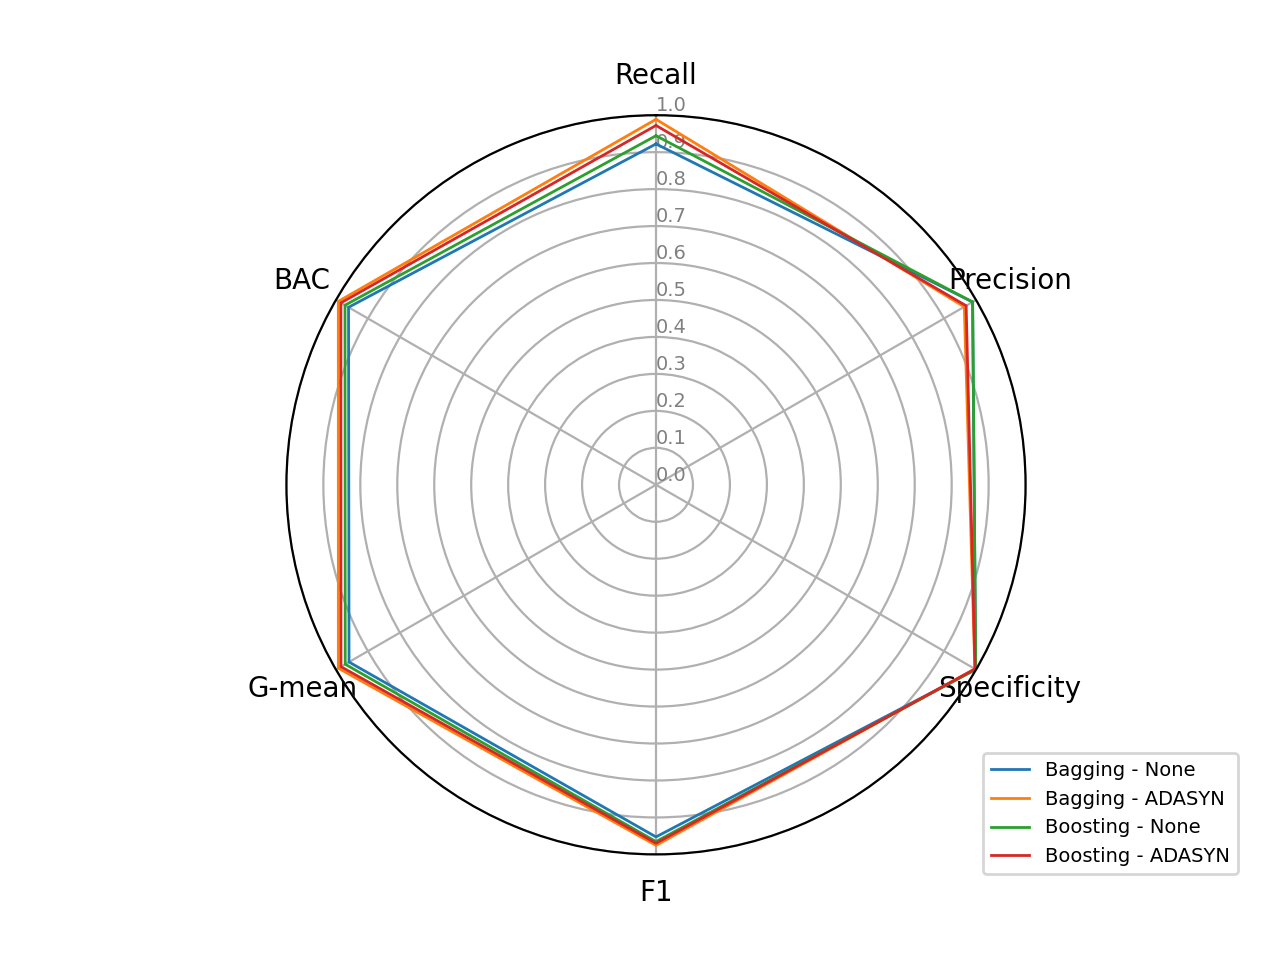 Recall
1.0
0.9
0.8
0.7
0.6
0.5
0.4
0.3
0.2
0.1
0.0
BAC
Precision
G-mean
Specificity
F1
Bagging - None
Bagging - ADASYN
Boosting - None
Boosting - ADASYN